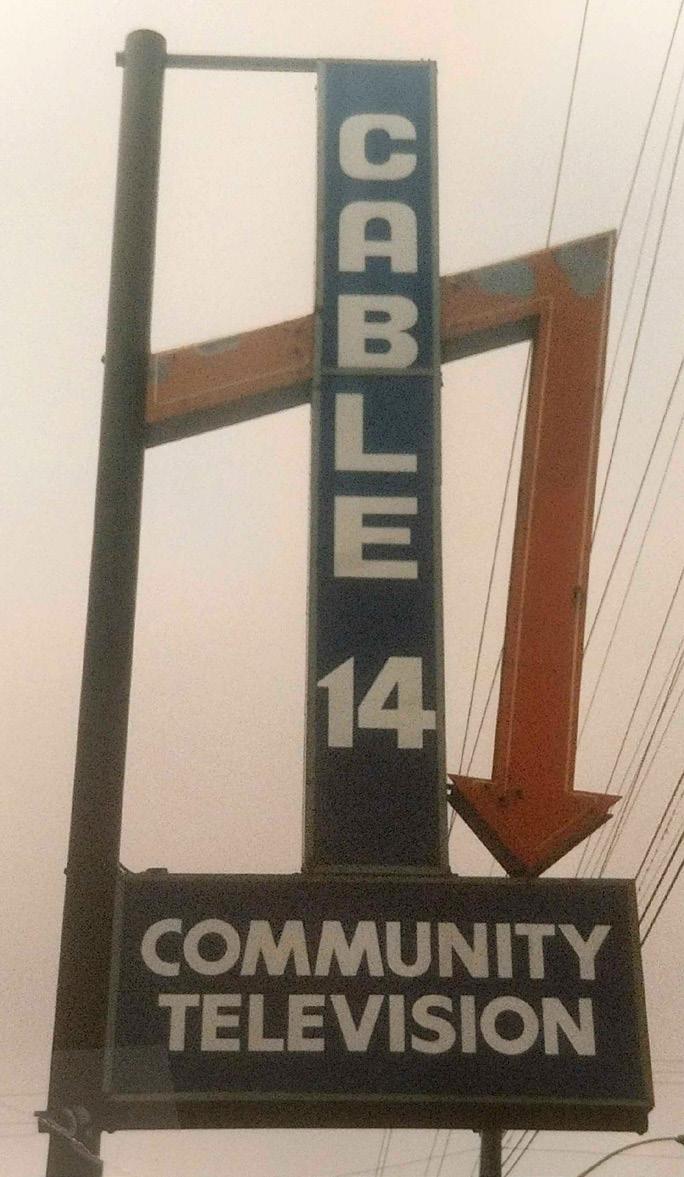 CABLE
14
COMMUNITY
TELEVISION